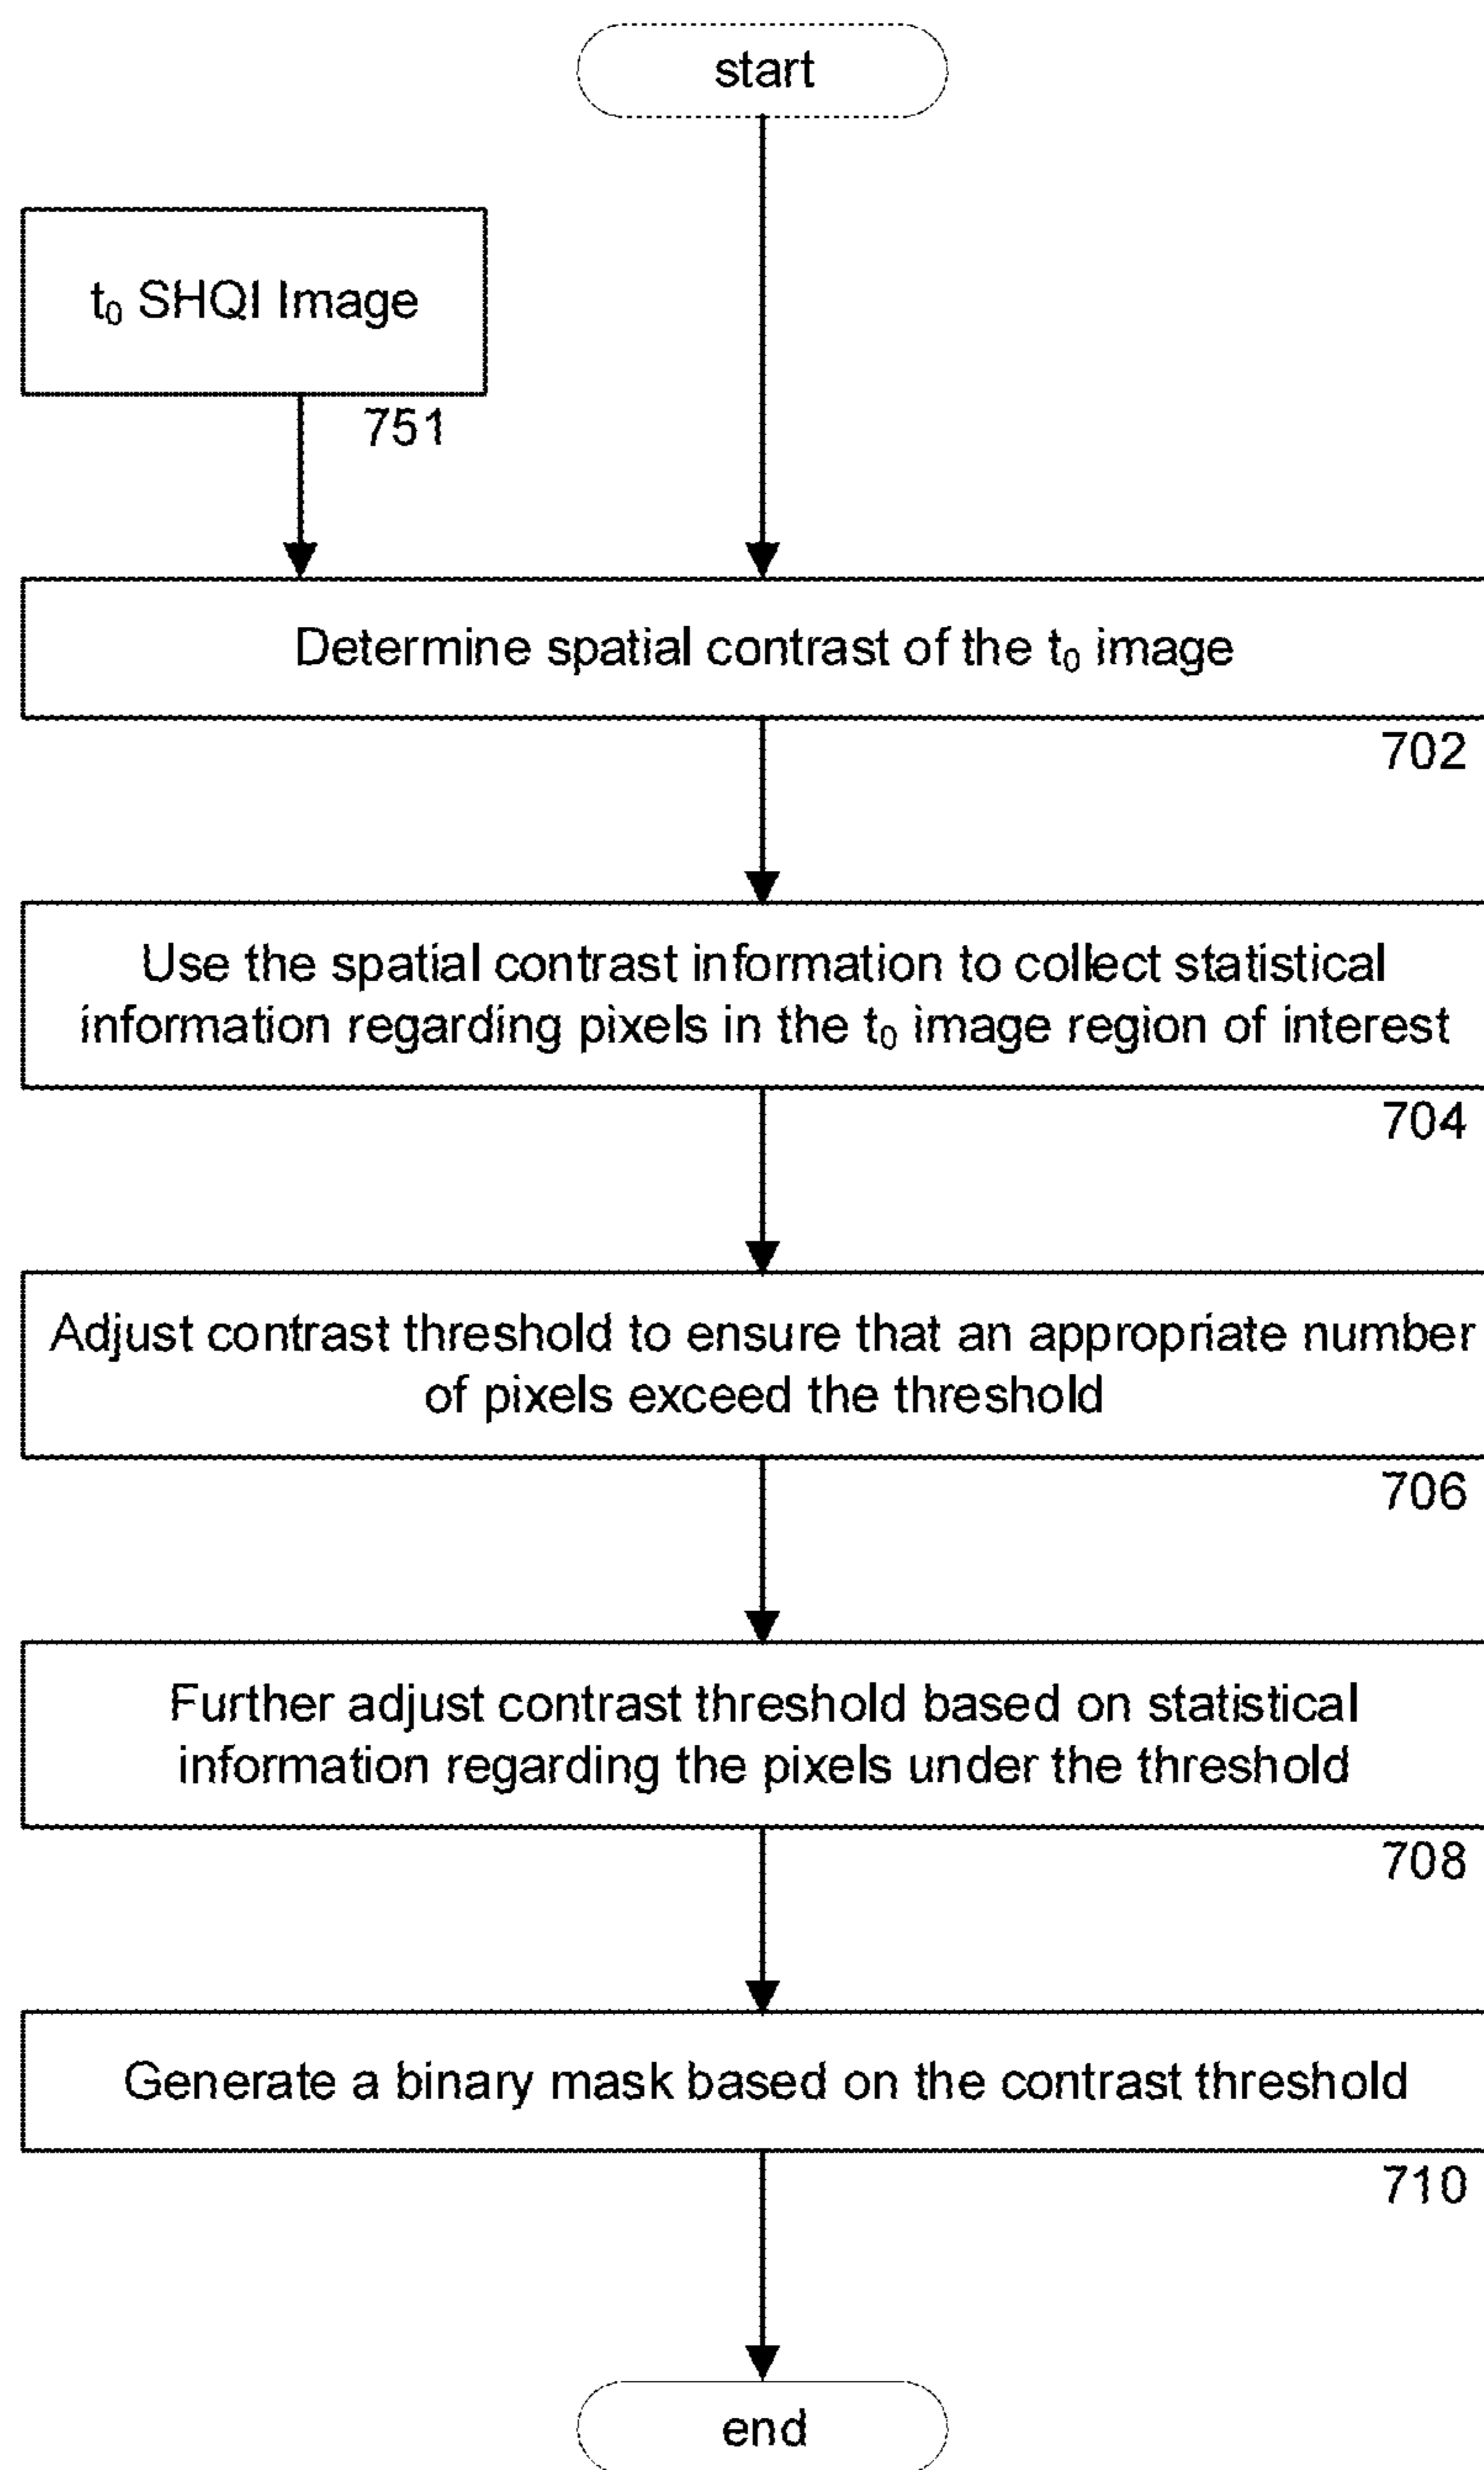 start
t₀ SHQI Image
751
Determine spatial contrast of the t₀ image
702
Use the spatial contrast information to collect statistical
information regarding pixels in the t₀ image region of interest
704
Adjust contrast threshold to ensure that an appropriate number
of pixels exceed the threshold
706
Further adjust contrast threshold based on statistical
information regarding the pixels under the threshold
708
Generate a binary mask based on the contrast threshold
710
end